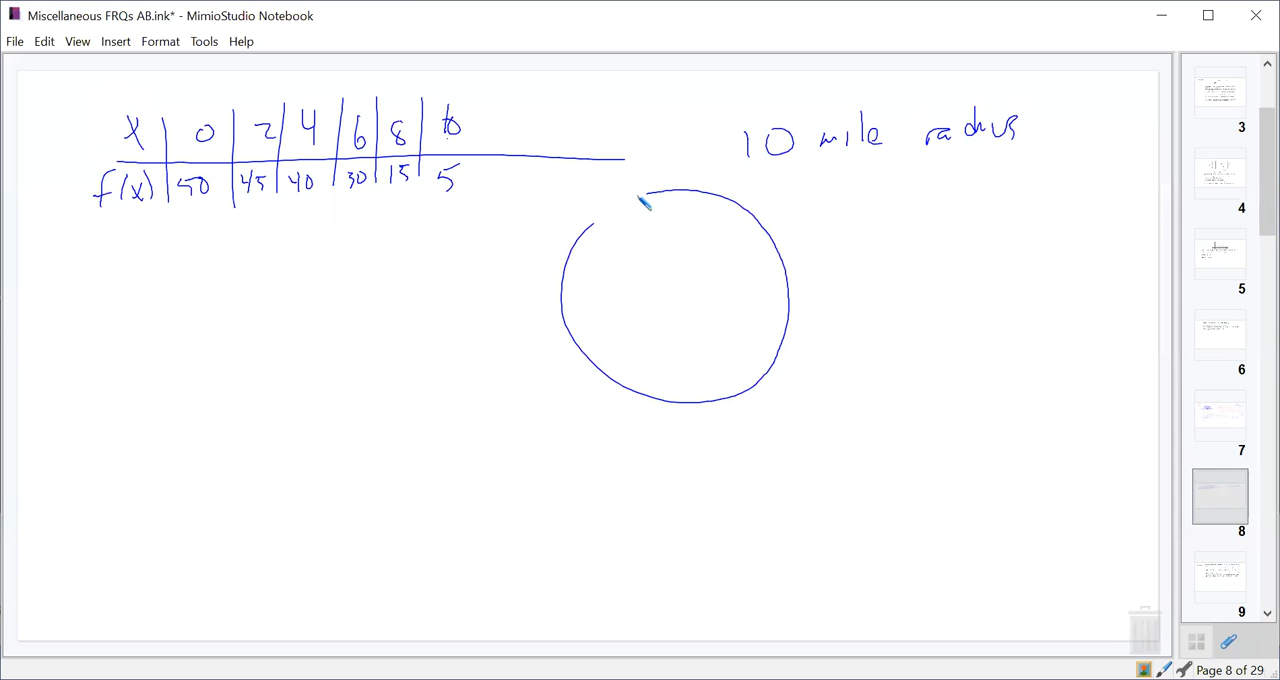 Miscellaneous FRQs AB.ink* - MimioStudio Notebook
File Edit View Insert Format Tools Help
x 0 2 4 6 8 10
f(x) 50 45 40 30 15 5
10 mile radius
3
4
5
6
7
8
9
Page 8 of 29